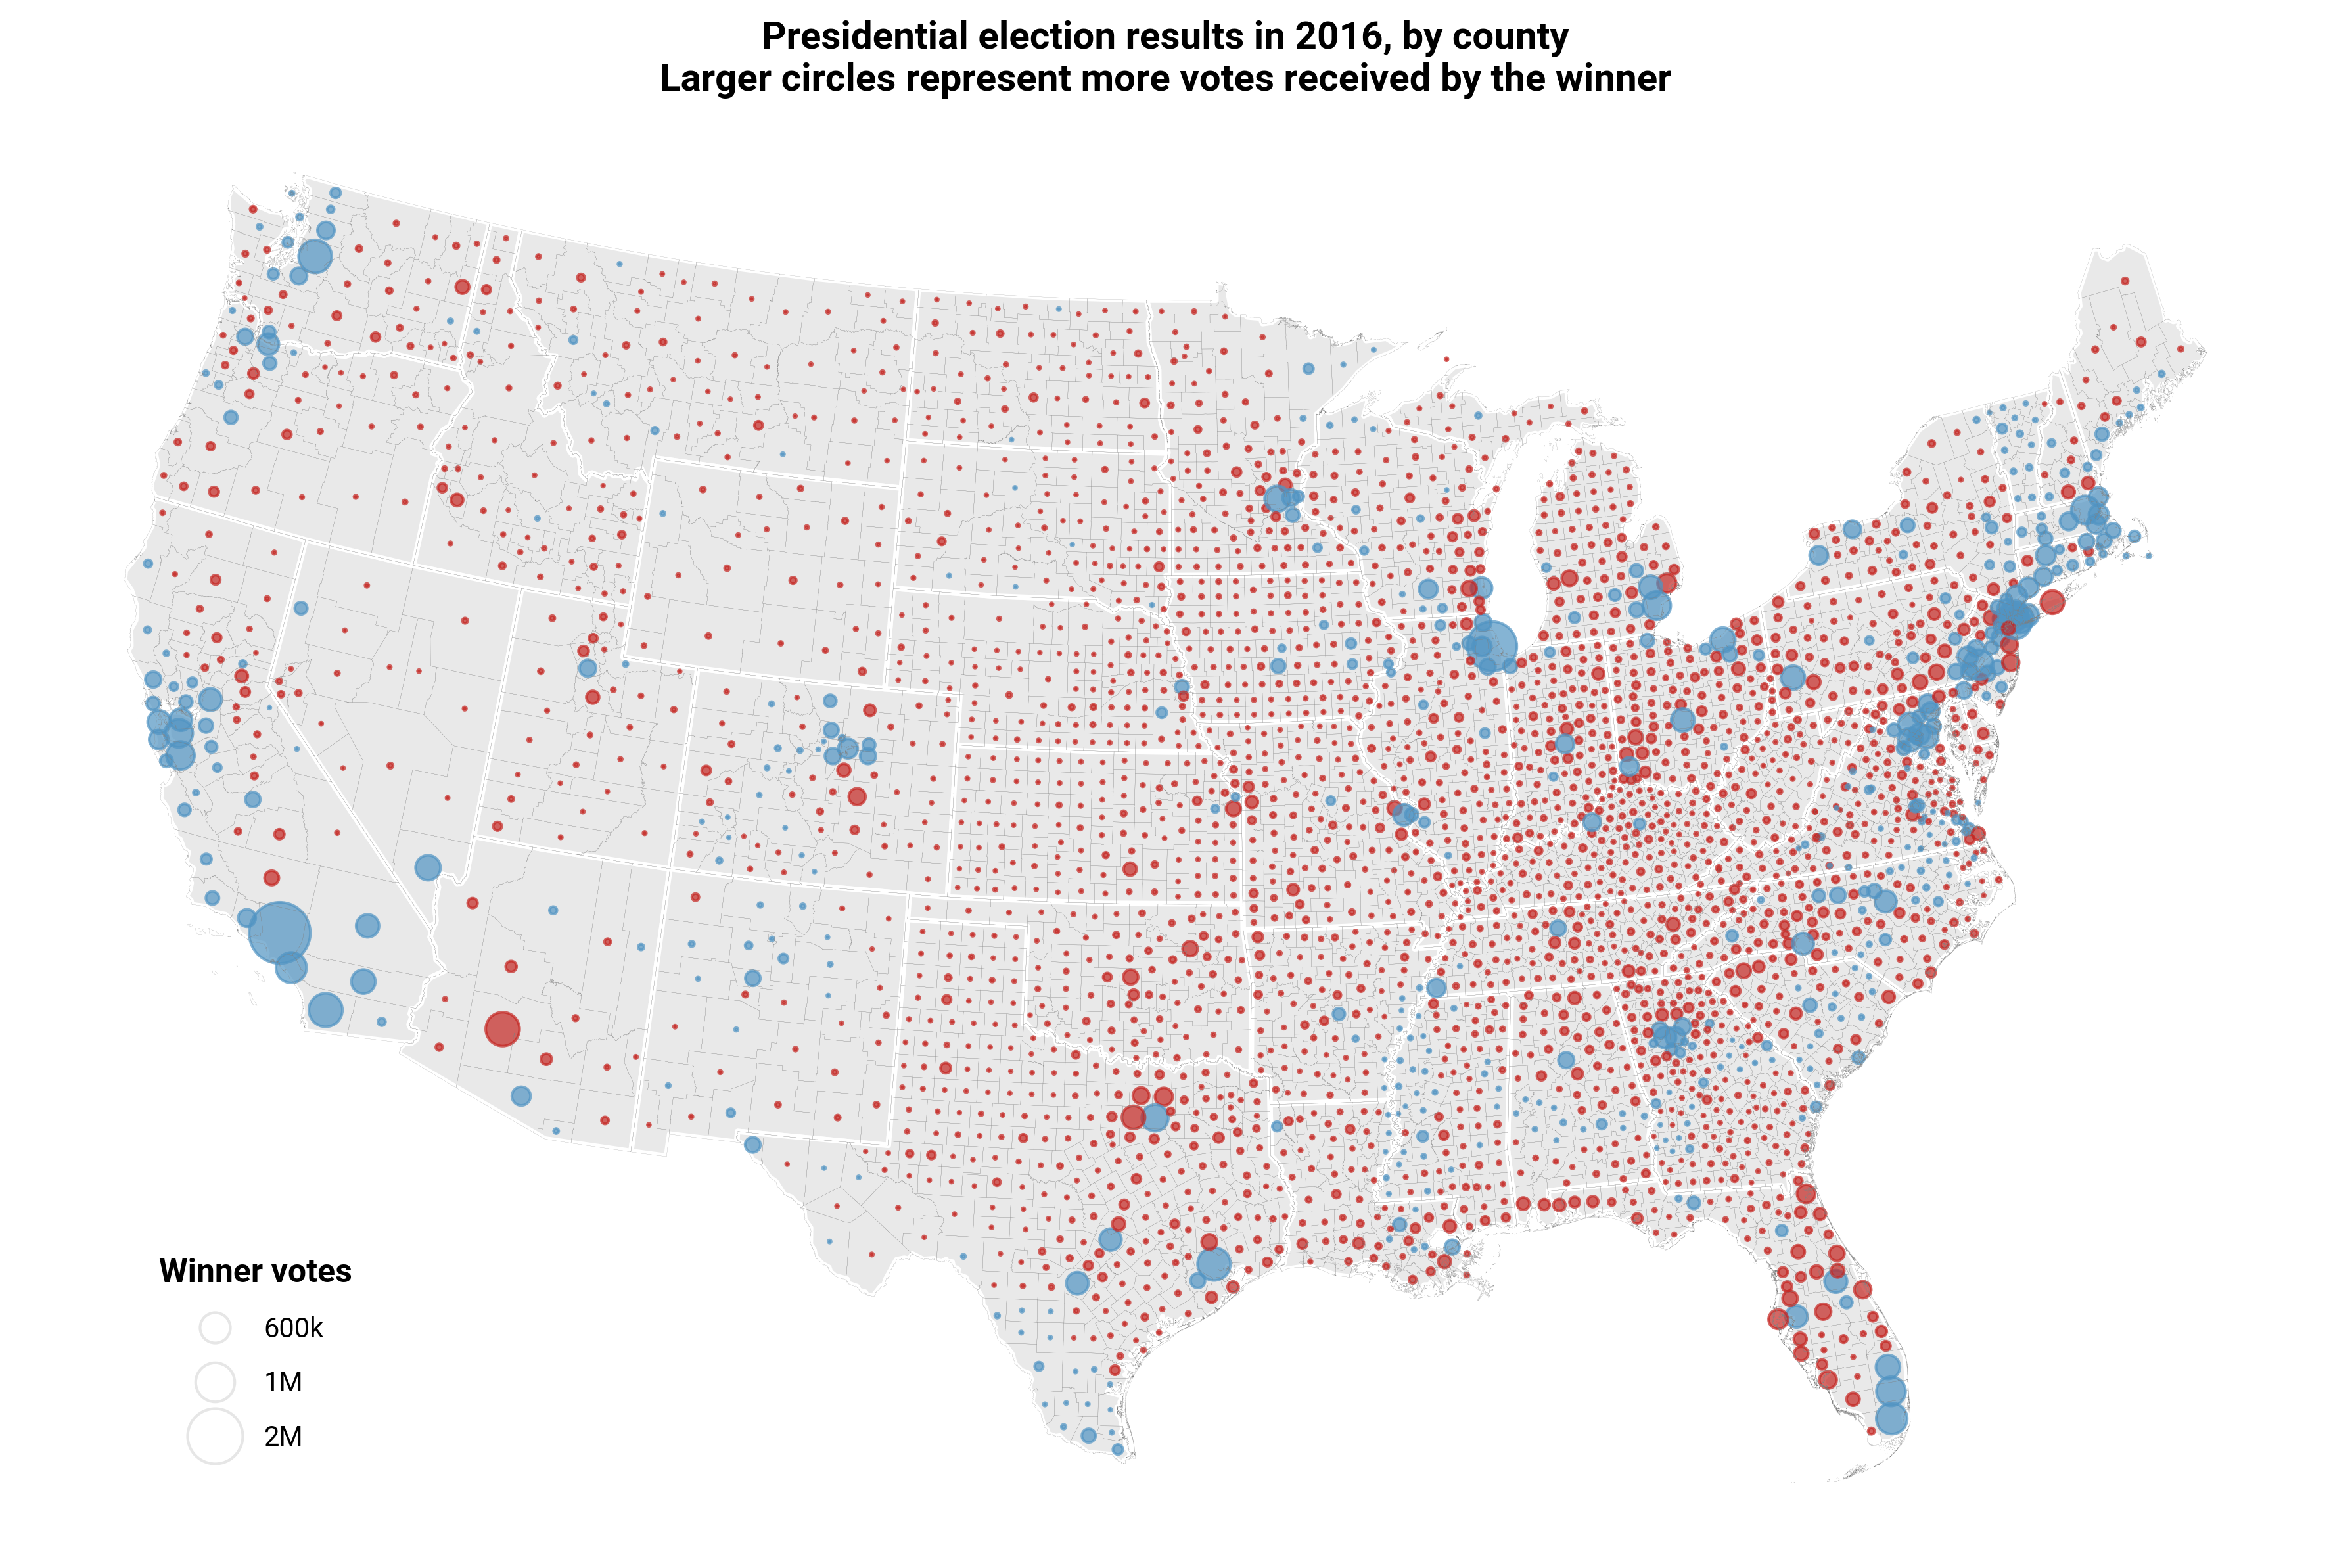 Presidential election results in 2016, by county
Larger circles represent more votes received by the winner
Winner votes
600k
1M
2M